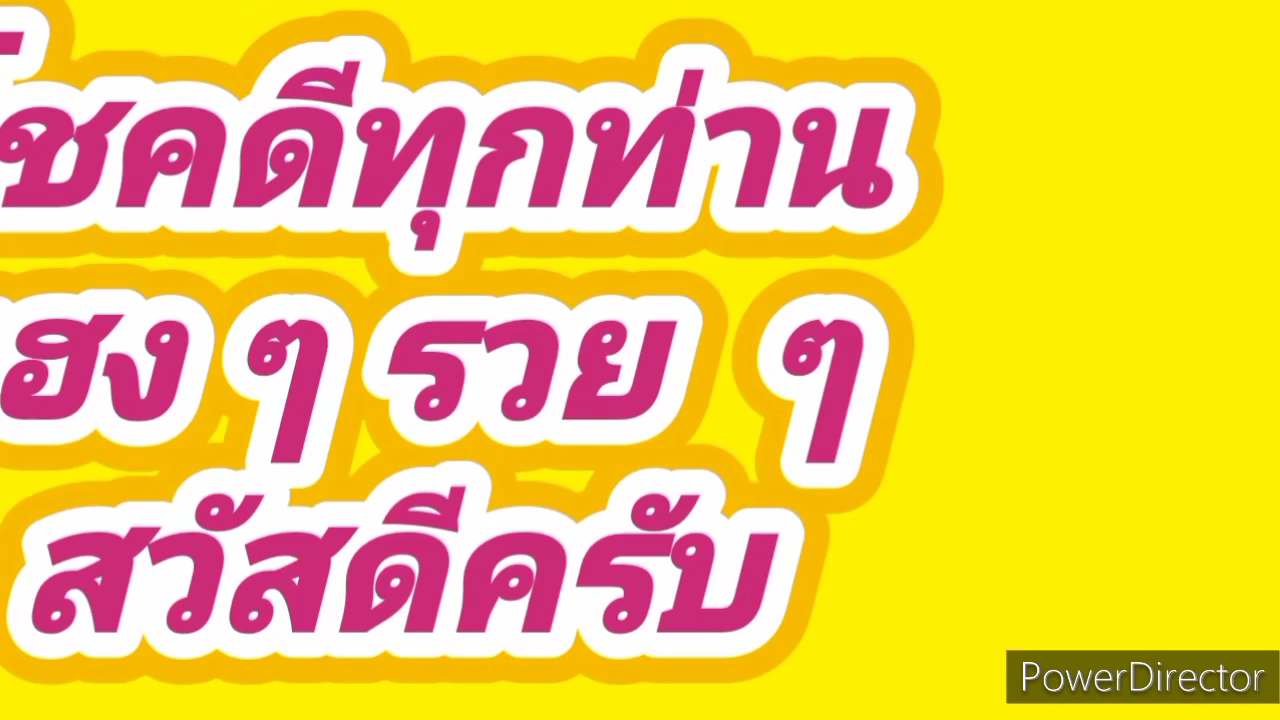 โชคดีทุกท่าน
ฮง ๆ รวย ๆ
สวัสดีครับ
PowerDirector